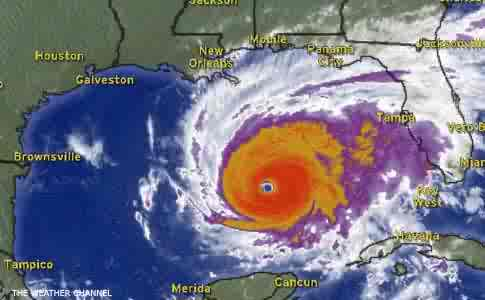 Jackson
Houston
New
Orleans
Mobile
Panama
City
Jacksonvil
Galveston
Tampa
Vero B
Brownsville
Miam
Key
West
Havana
Tampico
Merida
Cancun
THE WEATHER CHANNEL